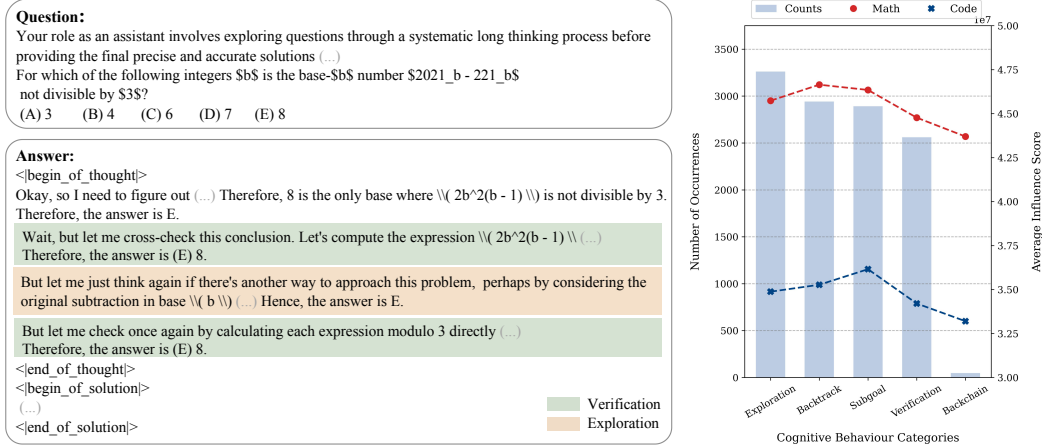 Question:
Your role as an assistant involves exploring questions through a systematic long thinking process before
providing the final precise and accurate solutions (...)
For which of the following integers $b$ is the base-$b$ number $2021_b - 221_b$
not divisible by $3$?
(A) 3 (B) 4 (C) 6 (D) 7 (E) 8
Answer:
<|begin_of_thought|>
Okay, so I need to figure out (...) Therefore, 8 is the only base where \\( 2b^2(b - 1) \\) is not divisible by 3.
Therefore, the answer is E.
Wait, but let me cross-check this conclusion. Let's compute the expression \\( 2b^2(b - 1) \\ (...)
Therefore, the answer is (E) 8.
But let me just think again if there's another way to approach this problem, perhaps by considering the
original subtraction in base \\( b \\) (...) Hence, the answer is E.
But let me check once again by calculating each expression modulo 3 directly (...)
Therefore, the answer is (E) 8.
<|end_of_thought|>
<|begin_of_solution|>
(...)
<|end_of_solution|>
Verification
Exploration
Counts Math Code
1e7
Number of Occurrences
3500
3000
2500
2000
1500
1000
500
0
5.00
4.75
4.50
4.25
4.00
3.75
3.50
3.25
3.00
Average Influence Score
Exploration
Backtrack
Subgoal
Verification
Backchain
Cognitive Behaviour Categories